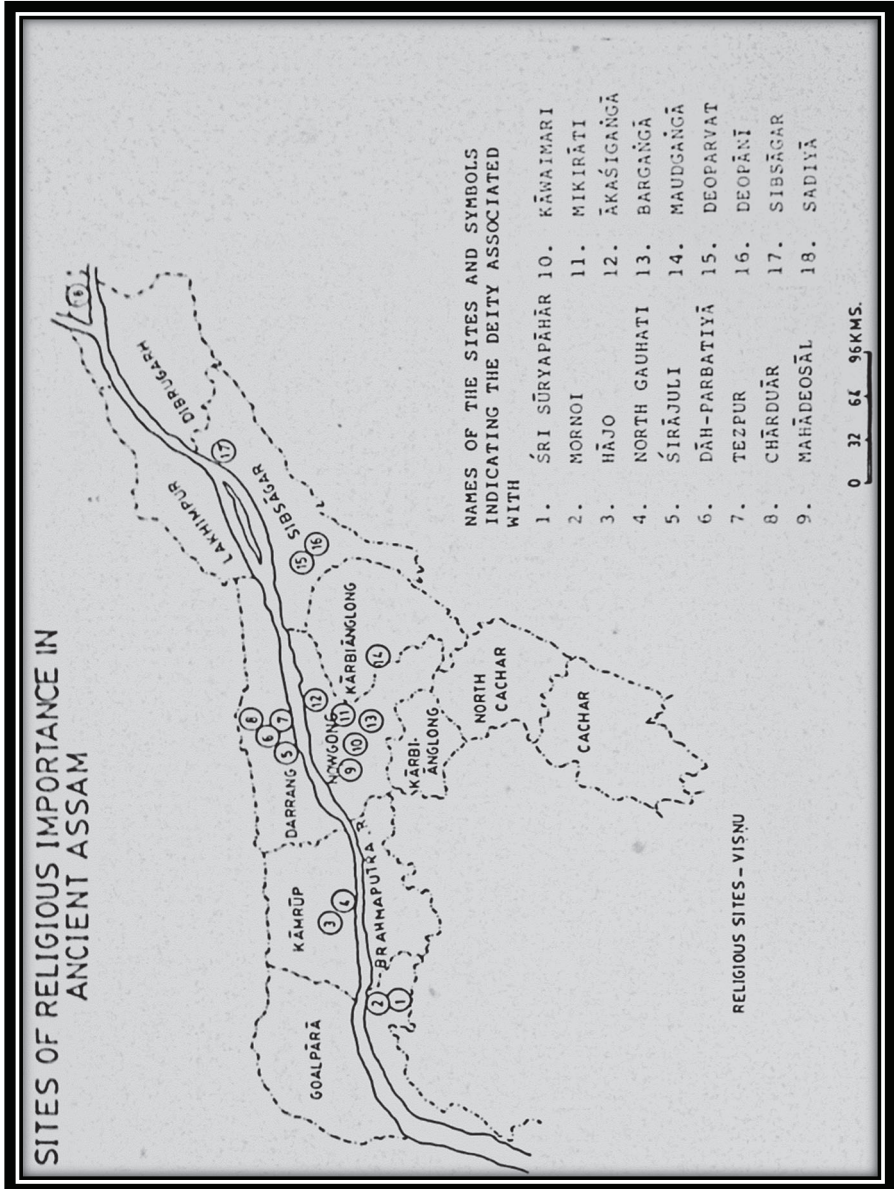 SITES OF RELIGIOUS IMPORTANCE IN
ANCIENT ASSAM
GOALPĀRĀ
KĀMRŪP
DARRANG
LAKHIMPUR
DIBRUGARH
SIBSĀGAR
NOWGONG
KĀRBIĀNGLONG
KĀRBI-
ĀNGLONG
NORTH
CACHAR
CACHAR
BRAHMAPUTRA R.
1
2
3
4
5
6
7
8
9
10
11
12
13
14
15
16
17
18
NAMES OF THE SITES AND SYMBOLS
INDICATING THE DEITY ASSOCIATED
WITH
1. ŚRI SŪRYAPĀHĀR 10. KĀWAIMARI
2. MORNOI 11. MIKIRĀTI
3. HĀJO 12. ĀKAŚIGAṄGĀ
4. NORTH GAUHATI 13. BARGAṄGĀ
5. ŚIRĀJULI 14. MAUDGAṄGĀ
6. DĀH-PARBATIYĀ 15. DEOPARVAT
7. TEZPUR 16. DEOPĀNĪ
8. CHĀRDUĀR 17. SIBSĀGAR
9. MAHĀDEOSĀL 18. SADIYĀ
0 32 64 96KMS.
RELIGIOUS SITES-VIṢṆU